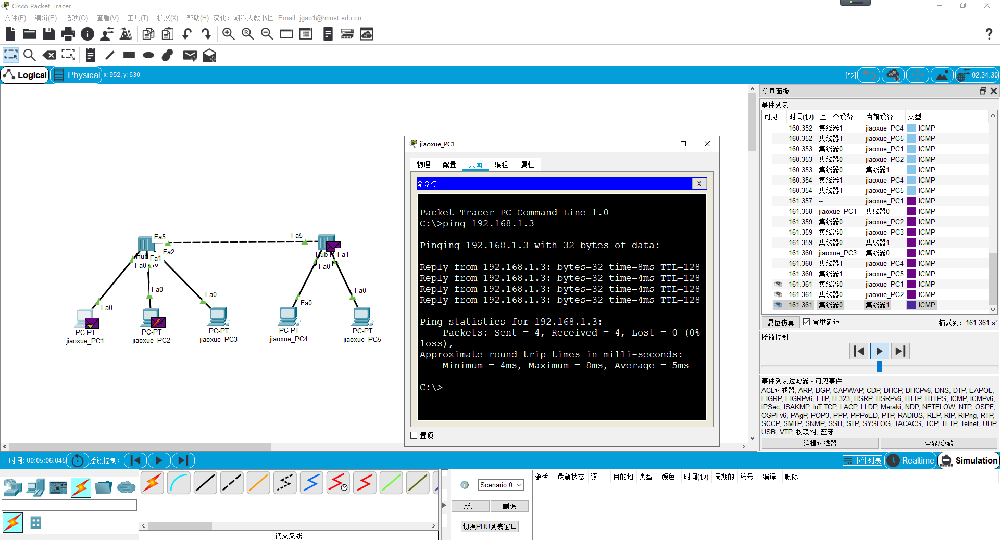 Cisco Packet Tracer
文件(F) 编辑(E) 选项(O) 查看(V) 工具(T) 扩展(X) 帮助(H) 汉化：湖科大教书匠 Email: jgao1@hnust.edu.cn
Logical Physical x: 952, y: 630 [根] 02:34:30
仿真面板
事件列表
可见. 时间(秒) 上一个设备 当前设备 类型
160.352 集线器1 jiaoxue_PC4 ICMP
160.352 集线器1 jiaoxue_PC5 ICMP
160.353 集线器0 jiaoxue_PC1 ICMP
160.353 集线器0 jiaoxue_PC2 ICMP
160.353 集线器0 集线器1 ICMP
160.354 集线器1 jiaoxue_PC4 ICMP
160.354 集线器1 jiaoxue_PC5 ICMP
161.357 -- jiaoxue_PC1 ICMP
161.358 jiaoxue_PC1 集线器0 ICMP
161.359 集线器0 jiaoxue_PC2 ICMP
161.359 集线器0 jiaoxue_PC3 ICMP
161.359 集线器0 集线器1 ICMP
161.360 jiaoxue_PC3 集线器0 ICMP
161.360 集线器1 jiaoxue_PC4 ICMP
161.360 集线器1 jiaoxue_PC5 ICMP
161.361 集线器0 jiaoxue_PC1 ICMP
161.361 集线器0 jiaoxue_PC2 ICMP
161.361 集线器0 集线器1 ICMP
复位仿真 常量延迟 捕获到：161.361 s
播放控制
事件列表过滤器 - 可见事件
ACL过滤器, ARP, BGP, CAPWAP, CDP, DHCP, DHCPv6, DNS, DTP, EAPOL,
EIGRP, EIGRPv6, FTP, H.323, HSRP, HSRPv6, HTTP, HTTPS, ICMP, ICMPv6,
IPSec, ISAKMP, IoT TCP, LACP, LLDP, Meraki, NDP, NETFLOW, NTP, OSPF,
OSPFv6, PAgP, POP3, PPP, PPPoED, PTP, RADIUS, REP, RIP, RIPng, RTP,
SCCP, SMTP, SNMP, SSH, STP, SYSLOG, TACACS, TCP, TFTP, Telnet, UDP,
USB, VTP, 物联网, 蓝牙
编辑过滤器 全显/隐藏
jiaoxue_PC1
物理 配置 桌面 编程 属性
命令行 X
Packet Tracer PC Command Line 1.0
C:\>ping 192.168.1.3
Pinging 192.168.1.3 with 32 bytes of data:
Reply from 192.168.1.3: bytes=32 time=8ms TTL=128
Reply from 192.168.1.3: bytes=32 time=4ms TTL=128
Reply from 192.168.1.3: bytes=32 time=4ms TTL=128
Reply from 192.168.1.3: bytes=32 time=4ms TTL=128
Ping statistics for 192.168.1.3:
Packets: Sent = 4, Received = 4, Lost = 0 (0%
loss),
Approximate round trip times in milli-seconds:
Minimum = 4ms, Maximum = 8ms, Average = 5ms
C:\>
置顶
Fa5 Fa5
Fa2
Hub Fa1 Fa1
Fa0 Fa0
Fa0 Fa0 Fa0 Fa0 Fa0
PC-PT PC-PT PC-PT PC-PT PC-PT
jiaoxue_PC1 jiaoxue_PC2 jiaoxue_PC3 jiaoxue_PC4 jiaoxue_PC5
时间: 00:05:06.045 播放控制： 事件列表 Realtime Simulation
铜交叉线
Scenario 0
新建 删除
切换PDU列表窗口
激活 最新状态 源 目的地 类型 颜色 时间(秒) 周期的 编号 编译 删除